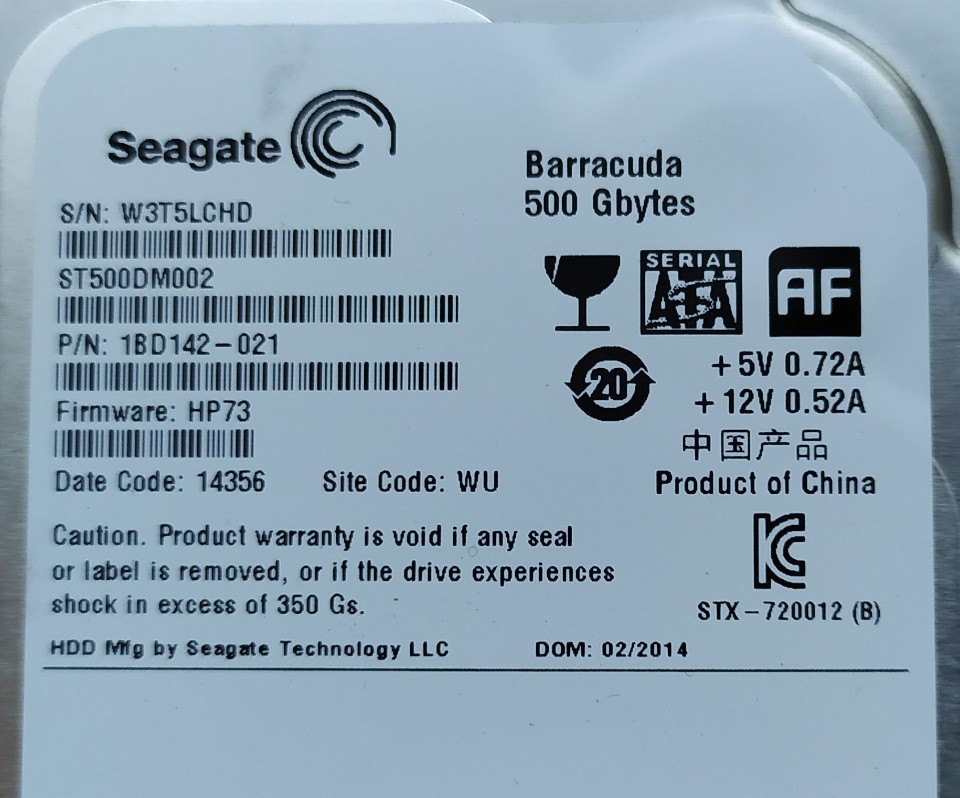 Seagate
Barracuda
500 Gbytes
S/N: W3T5LCHD
ST500DM002
P/N: 1BD142-021
Firmware: HP73
Date Code: 14356 Site Code: WU
SERIAL
ATA
AF
20
+5V 0.72A
+12V 0.52A
中国产品
Product of China
Caution. Product warranty is void if any seal
or label is removed, or if the drive experiences
shock in excess of 350 Gs.
KC
STX-720012 (B)
HDD Mfg by Seagate Technology LLC DOM: 02/2014